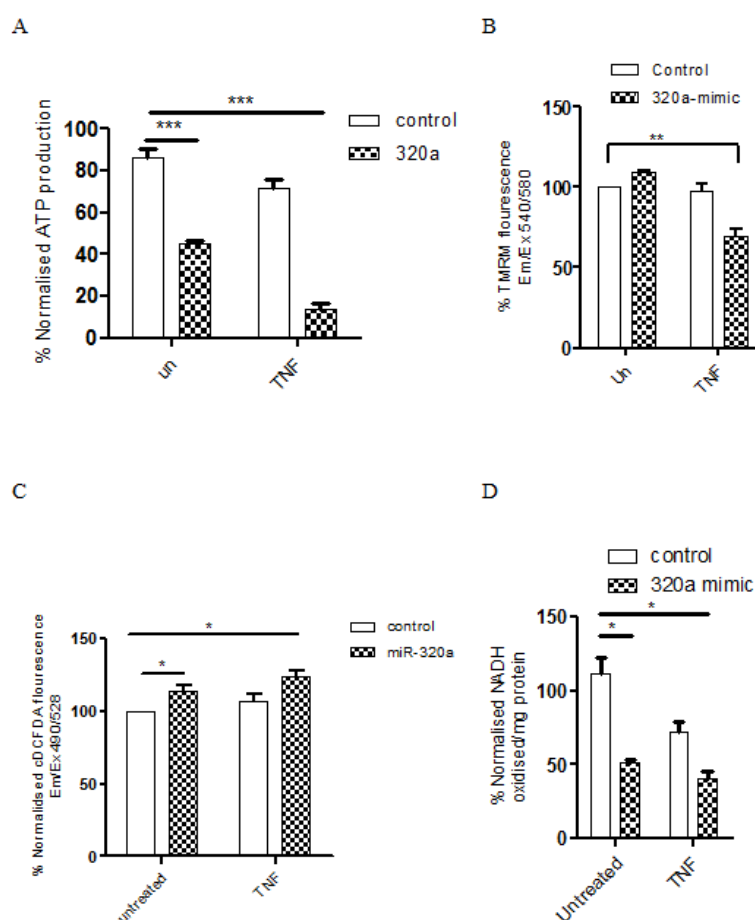 A
% Normalised ATP production
100
80
60
40
20
0
***
***
un
TNF
control
320a
B
Control
320a-mimic
% TMRM flourescence
Em/Ex 540/580
150
100
50
0
**
Un
TNF
C
control
miR-320a
% Normalidsed cDCFDA flourescence
Em/Ex 490/528
150
100
50
0
*
*
untreated
TNF
D
control
320a mimic
% Normalised NADH
oxidised/mg protein
150
100
50
0
*
*
Untreated
TNF